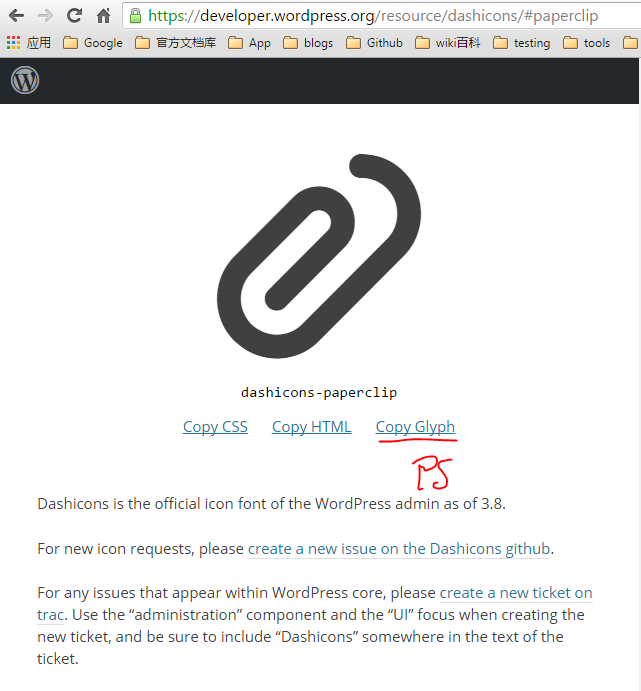 https://developer.wordpress.org/resource/dashicons/#paperclip
应用 Google 官方文档库 App blogs Github wiki百科 testing tools
dashicons-paperclip
Copy CSS Copy HTML Copy Glyph
PS
Dashicons is the official icon font of the WordPress admin as of 3.8.
For new icon requests, please create a new issue on the Dashicons github.
For any issues that appear within WordPress core, please create a new ticket on
trac. Use the “administration” component and the “UI” focus when creating the
new ticket, and be sure to include “Dashicons” somewhere in the text of the
ticket.